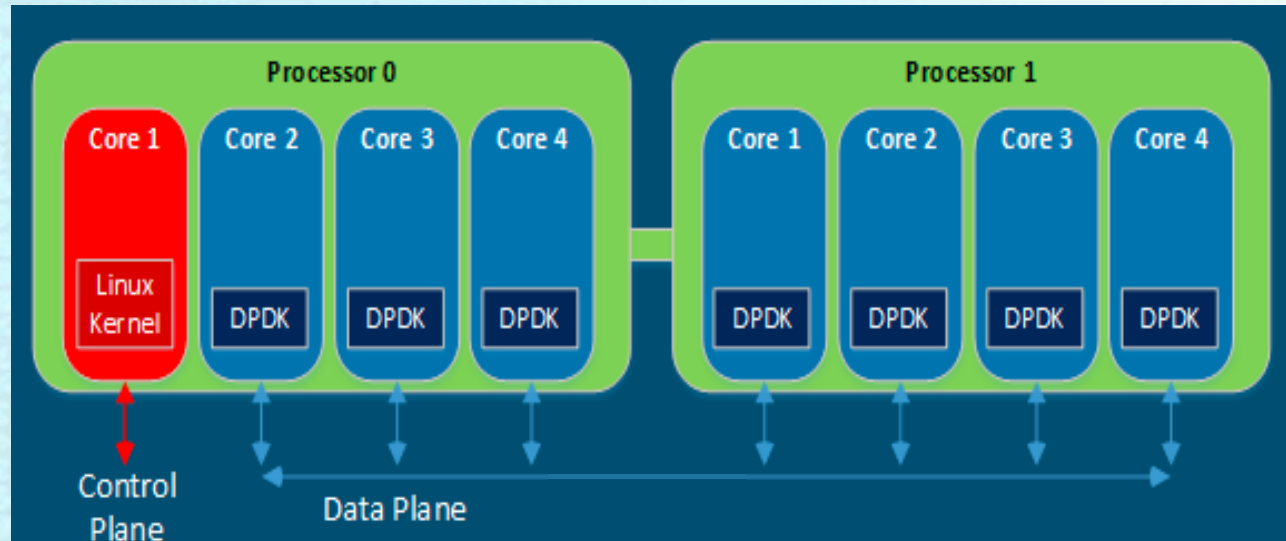 Processor 0
Core 1
Core 2
Core 3
Core 4
Linux
Kernel
DPDK
DPDK
DPDK
Processor 1
Core 1
Core 2
Core 3
Core 4
DPDK
DPDK
DPDK
DPDK
Control
Plane
Data Plane